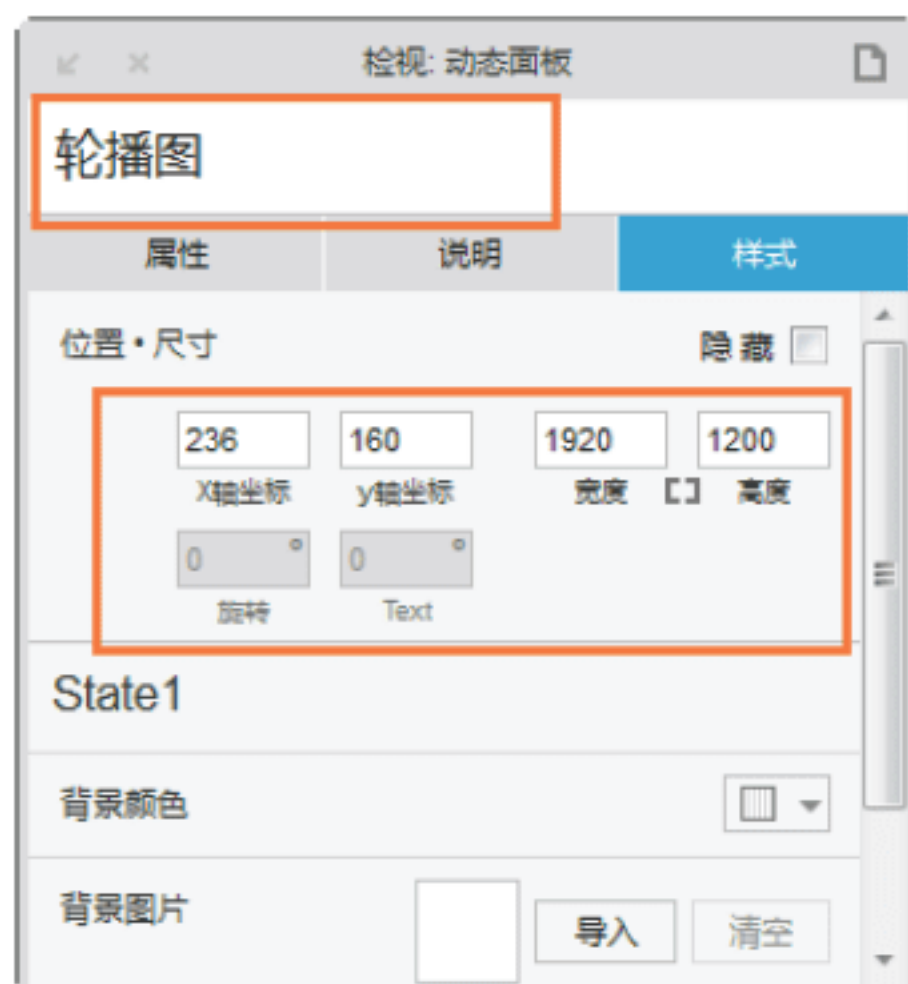 检视: 动态面板
轮播图
属性 说明 样式
位置 • 尺寸 隐藏
236 160 1920 1200
X轴坐标 y轴坐标 宽度 高度
0° 0°
旋转 Text
State1
背景颜色
背景图片 导入 清空